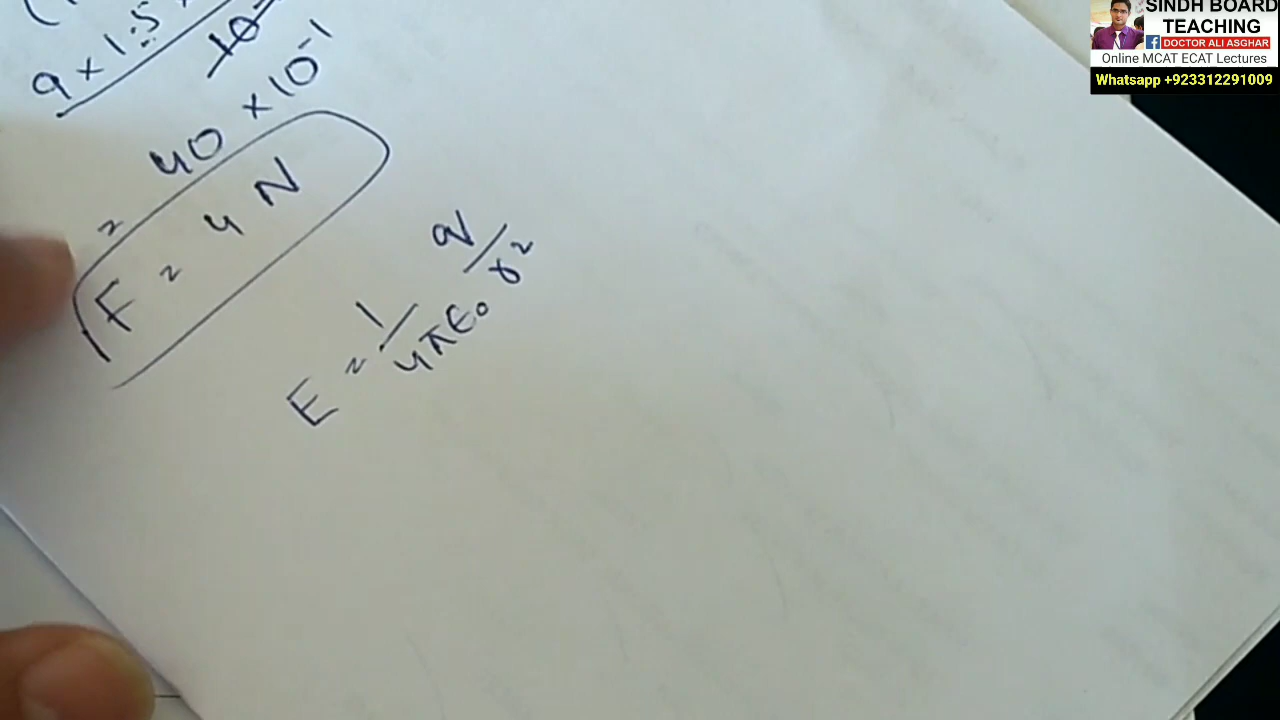 9 × 1.5
10
= 40 × 10⁻¹
F = 4 N
E = 1/4πε₀ q/r²
SINDH BOARD
TEACHING
DOCTOR ALI ASGHAR
Online MCAT ECAT Lectures
Whatsapp +923312291009